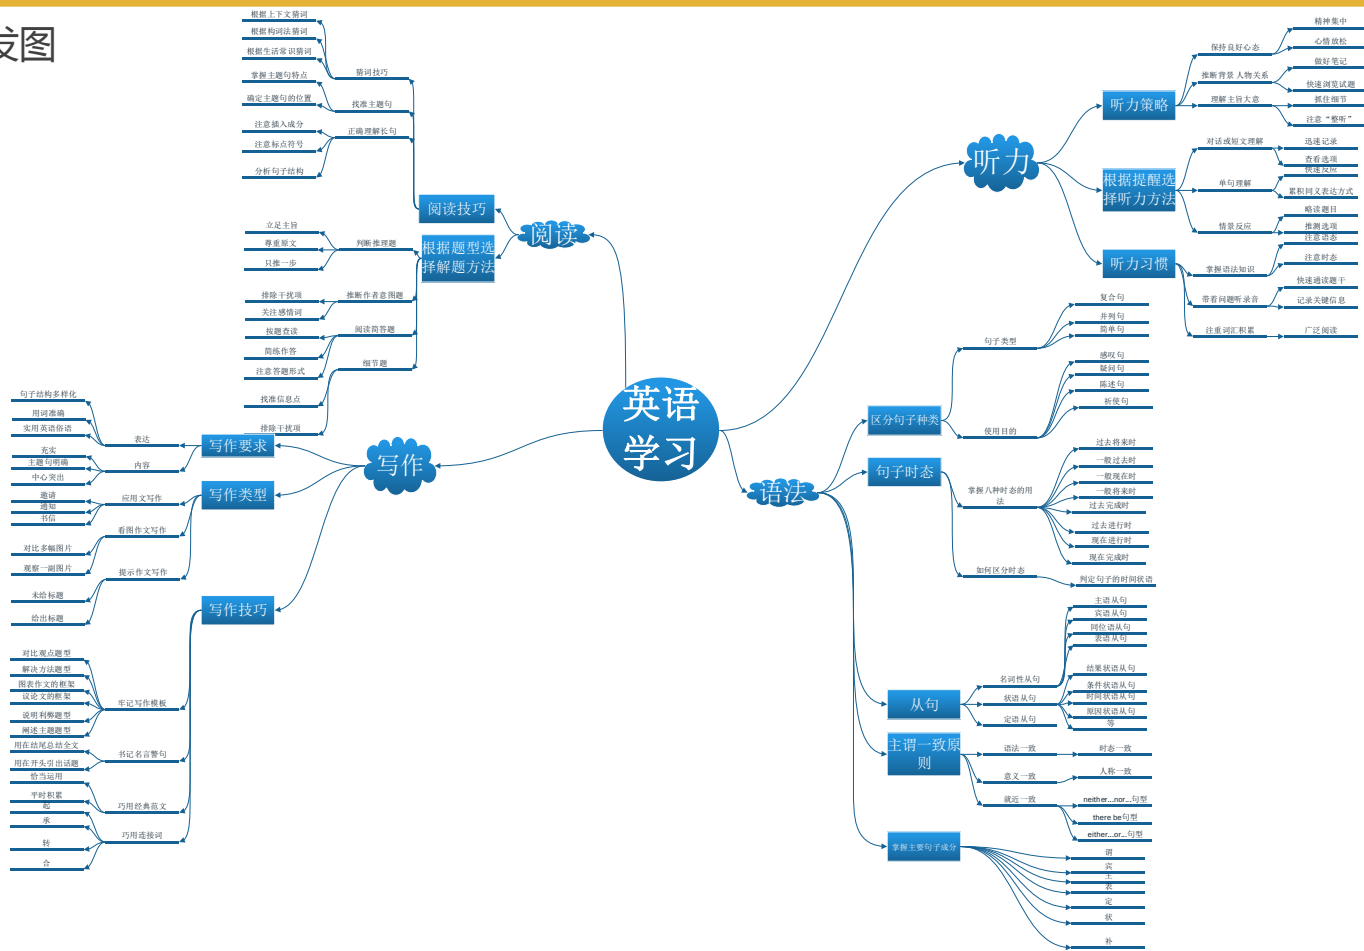 发图
英语
学习
阅读
阅读技巧
猜词技巧
根据上下文猜词
根据构词法猜词
根据生活常识猜词
找准主题句
掌握主题句特点
确定主题句的位置
正确理解长句
注意插入成分
注意标点符号
分析句子结构
根据题型选
择解题方法
判断推理题
立足主旨
尊重原文
只推一步
推断作者意图题
排除干扰项
关注感情词
阅读简答题
按题查读
简练作答
注意答题形式
细节题
找准信息点
排除干扰项
写作
写作要求
表达
句子结构多样化
用词准确
实用英语俗语
内容
充实
主题句明确
中心突出
写作类型
应用文写作
邀请
通知
书信
看图作文写作
对比多幅图片
观察一副图片
提示作文写作
未给标题
给出标题
写作技巧
牢记写作模板
对比观点题型
解决方法题型
图表作文的框架
议论文的框架
说明利弊题型
阐述主题题型
书记名言警句
用在结尾总结全文
用在开头引出话题
巧用经典范文
恰当运用
平时积累
巧用连接词
起
承
转
合
听力
听力策略
保持良好心态
精神集中
心情放松
推断背景 人物关系
做好笔记
快速浏览试题
理解主旨大意
抓住细节
注意“整听”
根据提醒选
择听力方法
对话或短文理解
迅速记录
查看选项
单句理解
快速反应
累积同义表达方式
情景反应
略读题目
推测选项
听力习惯
掌握语法知识
注意语态
注意时态
带着问题听录音
快速通读题干
记录关键信息
注重词汇积累
广泛阅读
语法
区分句子种类
句子类型
复合句
并列句
简单句
使用目的
感叹句
疑问句
陈述句
祈使句
句子时态
掌握八种时态的用
法
过去将来时
一般过去时
一般现在时
一般将来时
过去完成时
过去进行时
现在进行时
现在完成时
如何区分时态
判定句子的时间状语
从句
名词性从句
主语从句
宾语从句
同位语从句
表语从句
状语从句
结果状语从句
条件状语从句
时间状语从句
原因状语从句
等
定语从句
主谓一致原
则
语法一致
时态一致
意义一致
人称一致
就近一致
neither...nor...句型
there be句型
either...or...句型
掌握主要句子成分
谓
宾
主
表
定
状
补